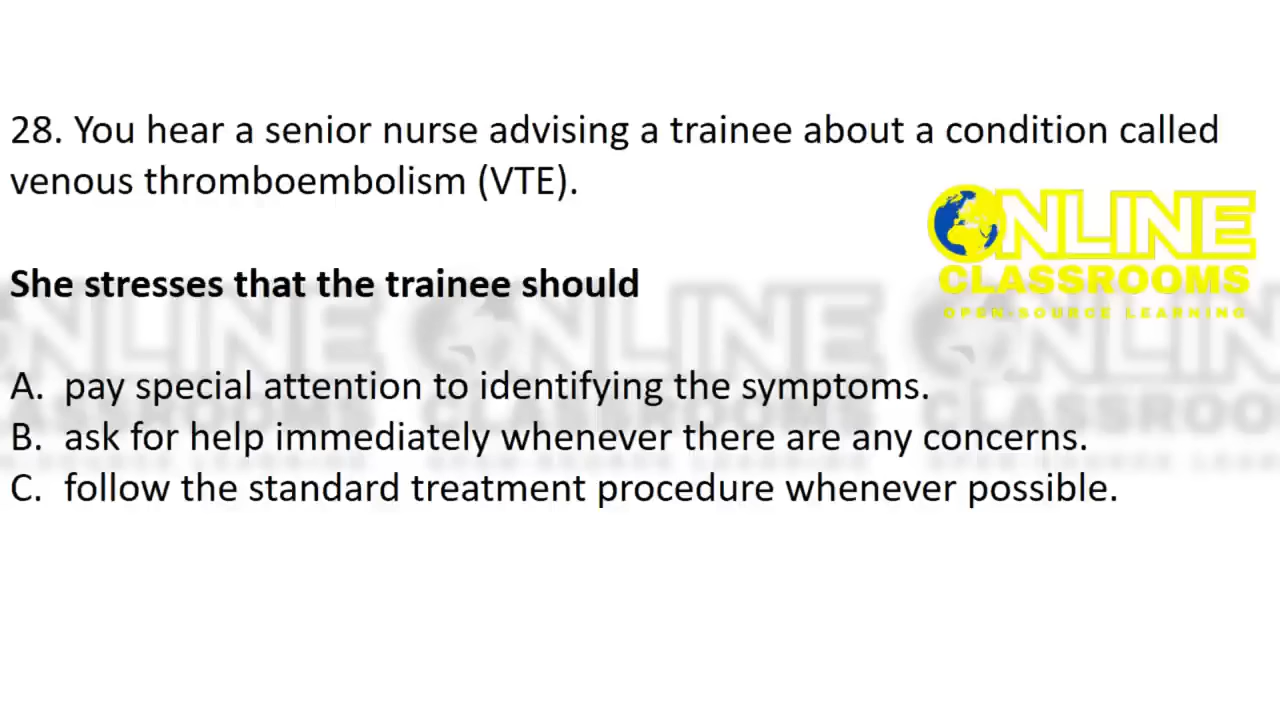 28. You hear a senior nurse advising a trainee about a condition called
venous thromboembolism (VTE).
ONLINE
CLASSROOMS
OPEN-SOURCE LEARNING
She stresses that the trainee should
A. pay special attention to identifying the symptoms.
B. ask for help immediately whenever there are any concerns.
C. follow the standard treatment procedure whenever possible.